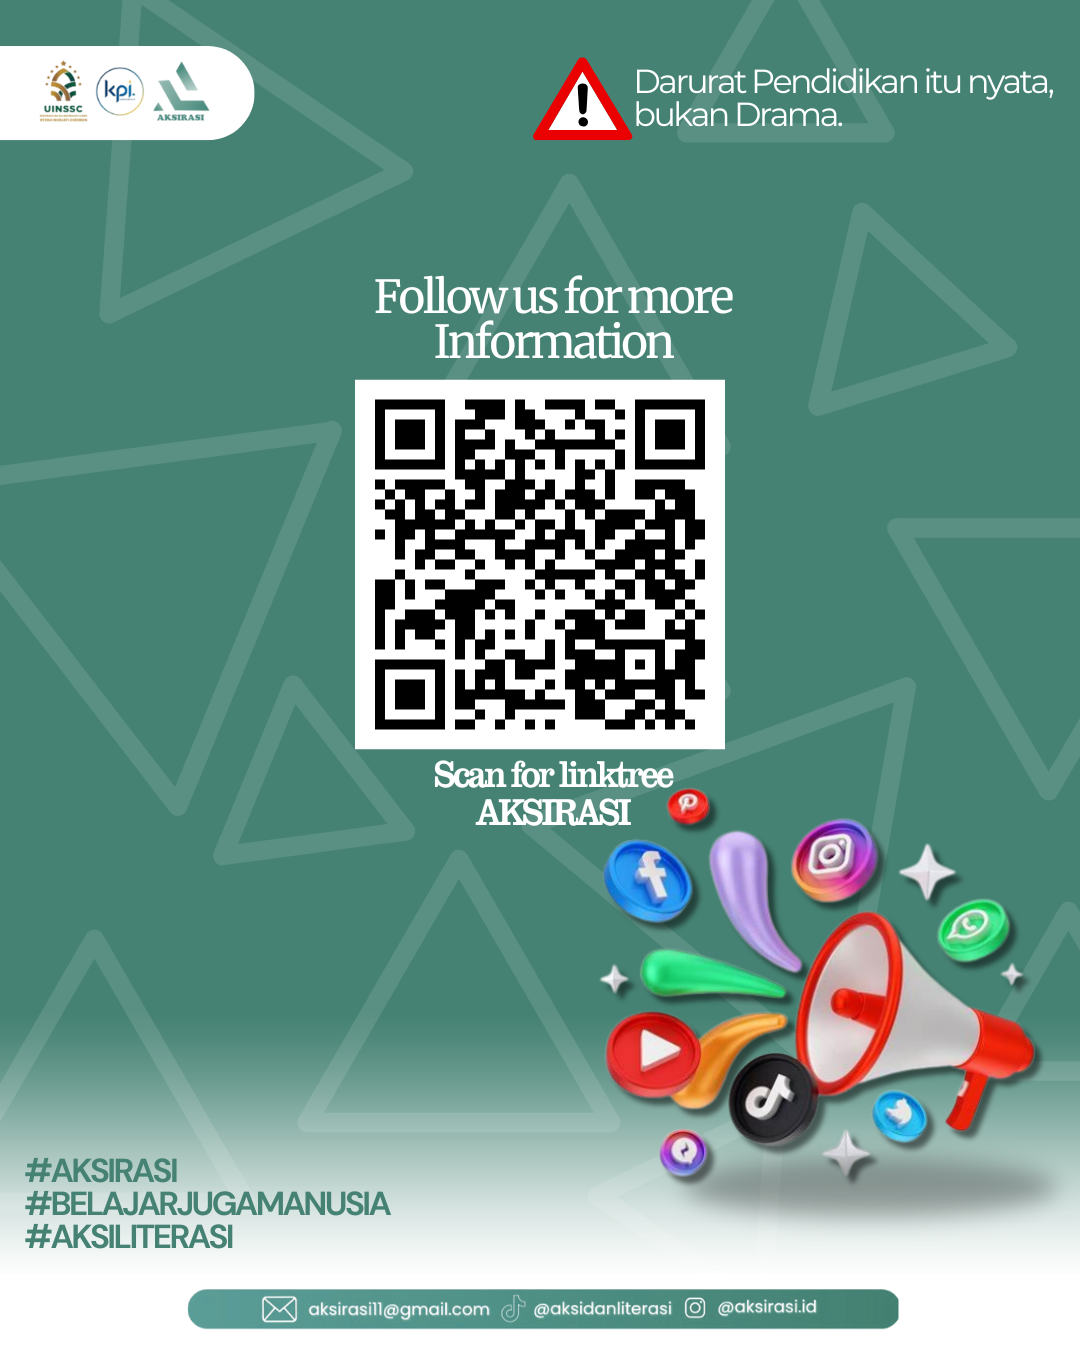 UINSSC
kpi.
AKSIRASI
Darurat Pendidikan itu nyata,
bukan Drama.
Follow us for more
Information
Scan for linktree
AKSIRASI
#AKSIRASI
#BELAJARJUGAMANUSIA
#AKSILITERASI
aksirasi11@gmail.com @aksidanliterasi @aksirasi.id